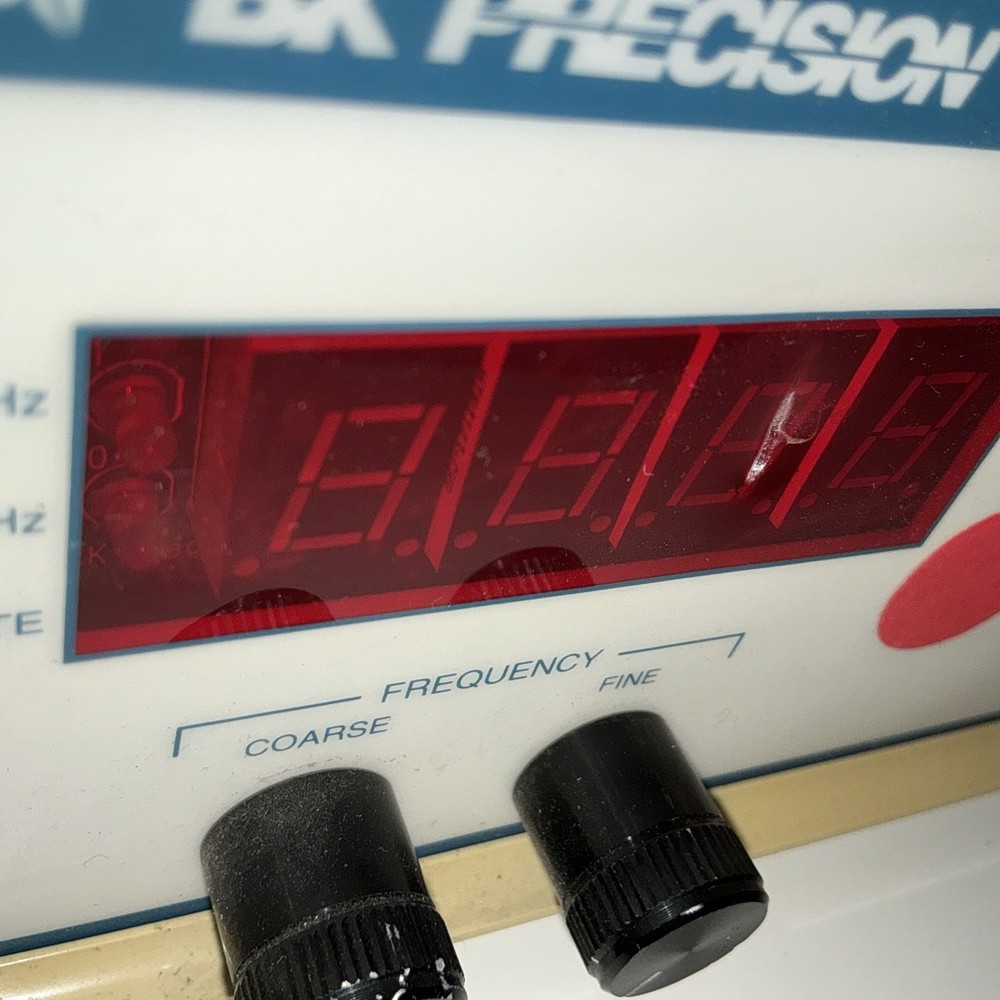 BK PRECISION
Hz
Hz
TE
FREQUENCY
COARSE
FINE